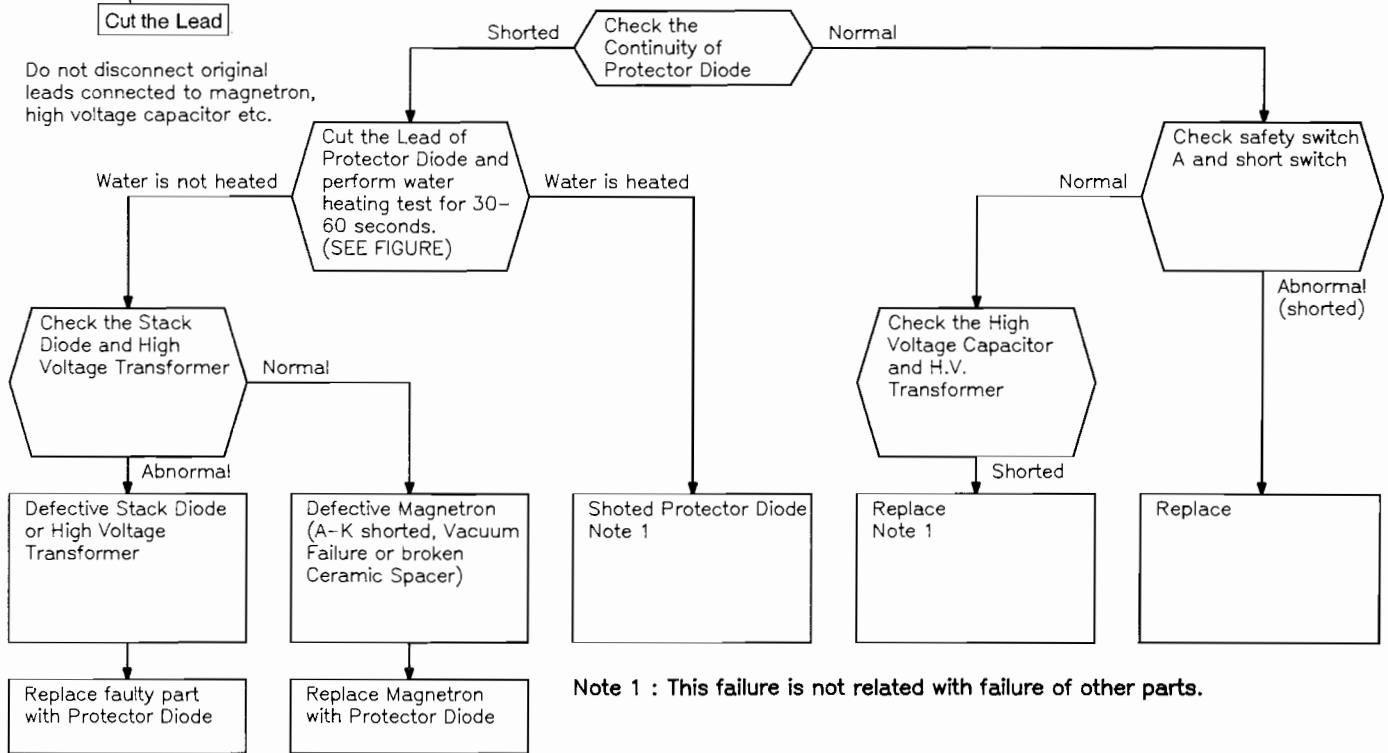 Cut the Lead
Do not disconnect original
leads connected to magnetron,
high voltage capacitor etc.
Shorted
Check the
Continuity of
Protector Diode
Normal
Cut the Lead of
Protector Diode and
perform water
heating test for 30-
60 seconds.
(SEE FIGURE)
Water is not heated
Water is heated
Check safety switch
A and short switch
Normal
Abnormal
(shorted)
Check the Stack
Diode and High
Voltage Transformer
Normal
Abnormal
Check the High
Voltage Capacitor
and H.V.
Transformer
Shorted
Defective Stack Diode
or High Voltage
Transformer
Defective Magnetron
(A-K shorted, Vacuum
Failure or broken
Ceramic Spacer)
Shoted Protector Diode
Note 1
Replace
Note 1
Replace
Replace faulty part
with Protector Diode
Replace Magnetron
with Protector Diode
Note 1 : This failure is not related with failure of other parts.